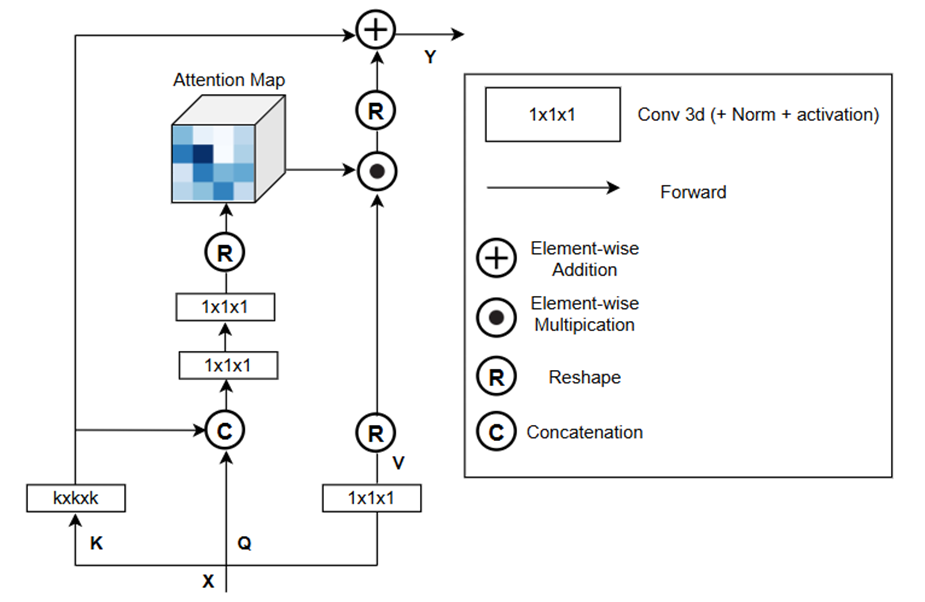 Y
Attention Map
R
1x1x1
Conv 3d (+ Norm + activation)
Forward
R
1x1x1
1x1x1
C
R
V
kxkxk
1x1x1
K
Q
X
Element-wise
Addition
Element-wise
Multipication
R
Reshape
C
Concatenation